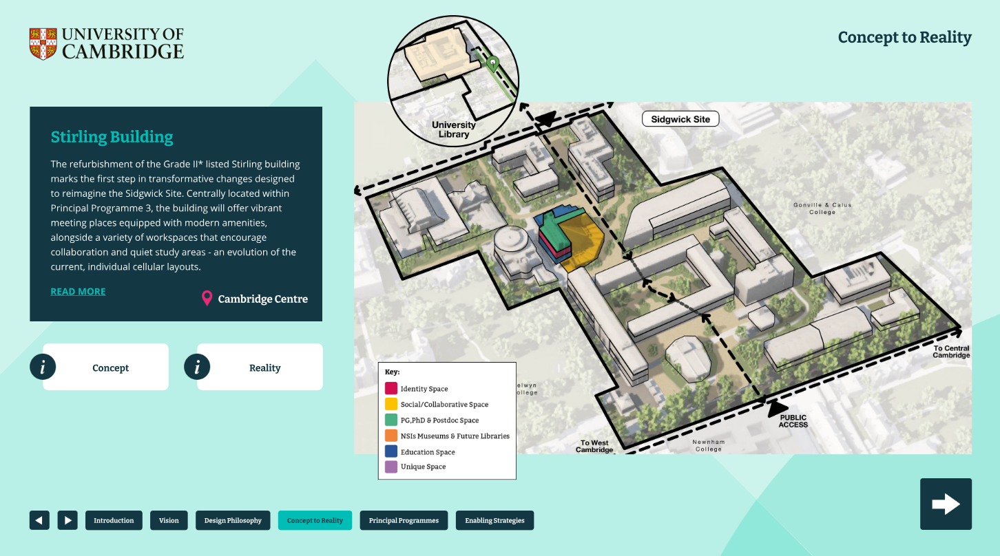 UNIVERSITY OF
CAMBRIDGE
Concept to Reality
Stirling Building
The refurbishment of the Grade II* listed Stirling building
marks the first step in transformative changes designed
to reimagine the Sidgwick Site. Centrally located within
Principal Programme 3, the building will offer vibrant
meeting places equipped with modern amenities,
alongside a variety of workspaces that encourage
collaboration and quiet study areas - an evolution of the
current, individual cellular layouts.
READ MORE
Cambridge Centre
i
Concept
i
Reality
University
Library
Sidgwick Site
Gonville & Caius
College
To Central
Cambridge
PUBLIC
ACCESS
Newnham
College
To West
Cambridge
elwyn
ollege
Key:
Identity Space
Social/Collaborative Space
PG,PhD & Postdoc Space
NSIs Museums & Future Libraries
Education Space
Unique Space
Introduction
Vision
Design Philosophy
Concept to Reality
Principal Programmes
Enabling Strategies